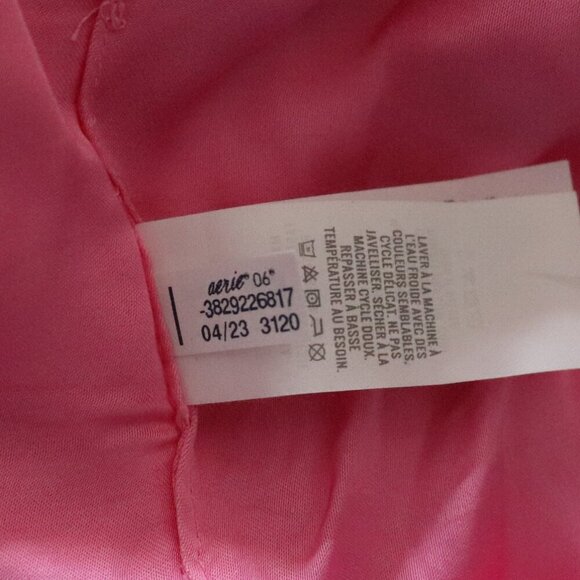 aerie® 06"
-3829226817
04/23 3120
LAVER À LA MACHINE À
L'EAU FROIDE AVEC DES
COULEURS SEMBLABLES.
CYCLE DÉLICAT. NE PAS
JAVELLISER. SÉCHER À LA
MACHINE CYCLE DOUX.
REPASSER À BASSE
TEMPÉRATURE AU BESOIN.